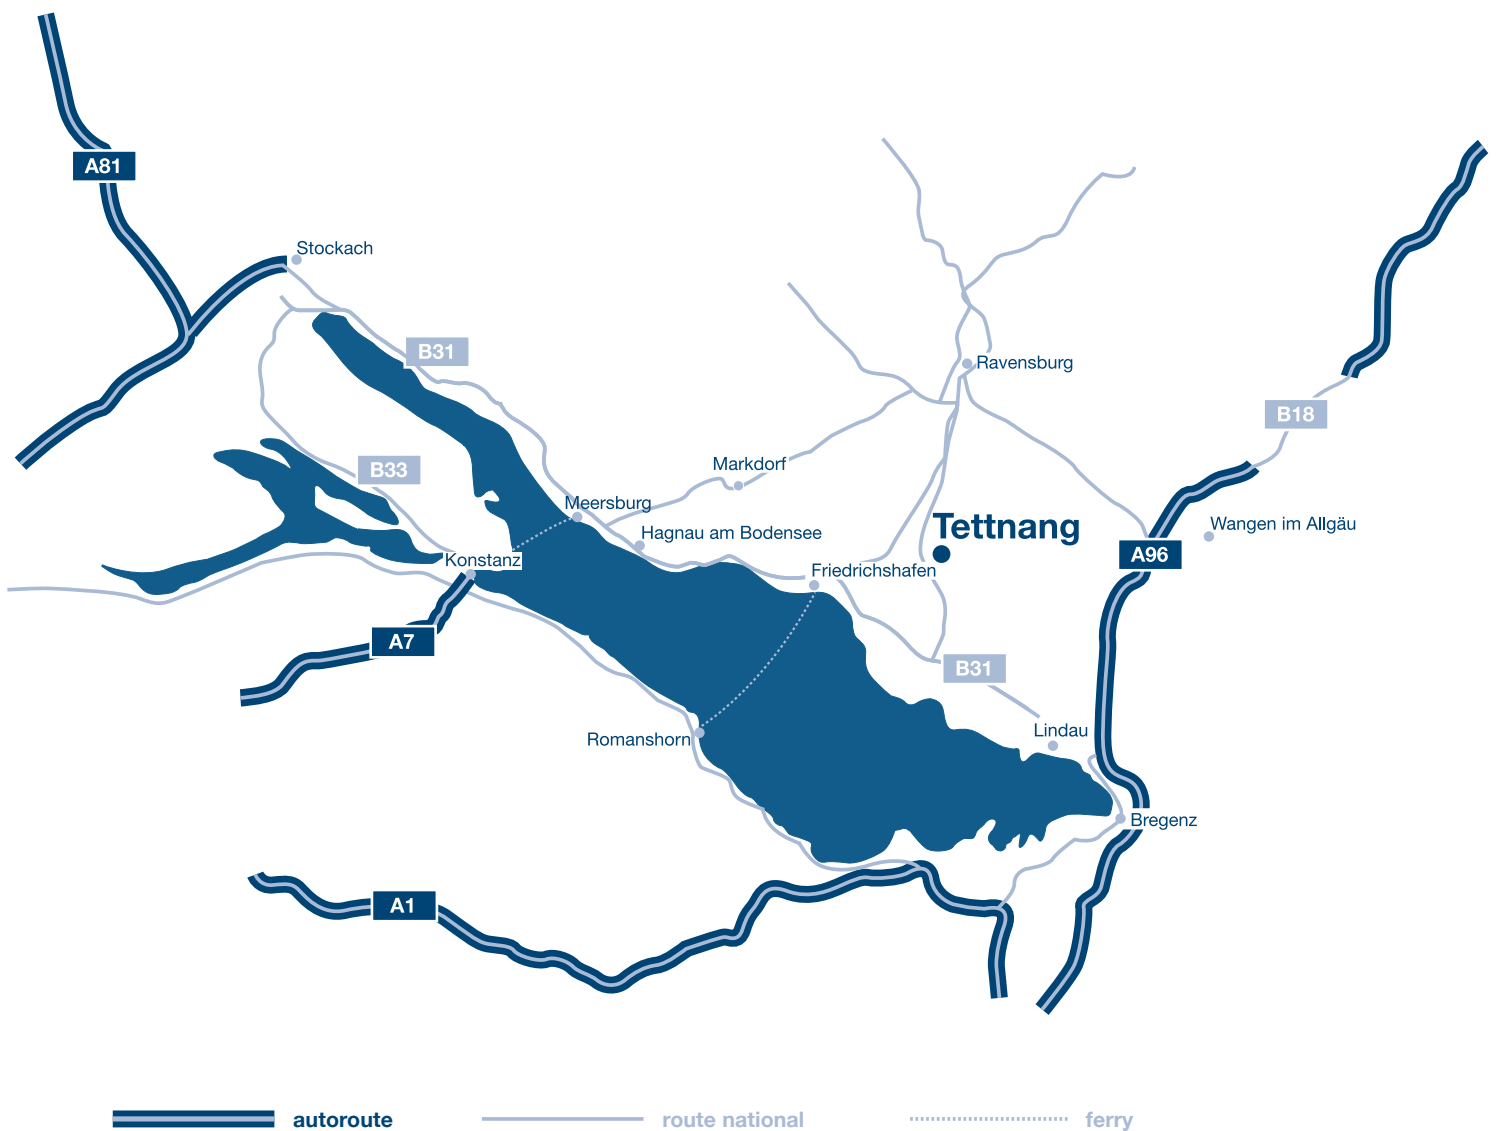 A81
Stockach
B31
Ravensburg
B18
Markdorf
B33
Meersburg
Wangen im Allgäu
Tettnang
Hagnau am Bodensee
A96
Konstanz
Friedrichshafen
A7
B31
Lindau
Romanshorn
Bregenz
A1
autoroute
route national
ferry